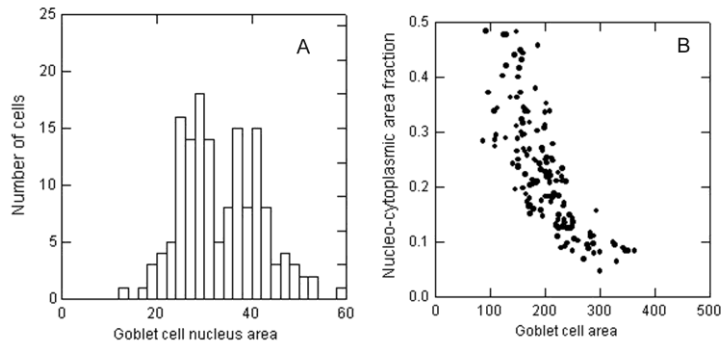 A
Number of cells
25
20
15
10
5
0
0 20 40 60
Goblet cell nucleus area
B
Nucleo-cytoplasmic area fraction
0.5
0.4
0.3
0.2
0.1
0.0
0 100 200 300 400 500
Goblet cell area